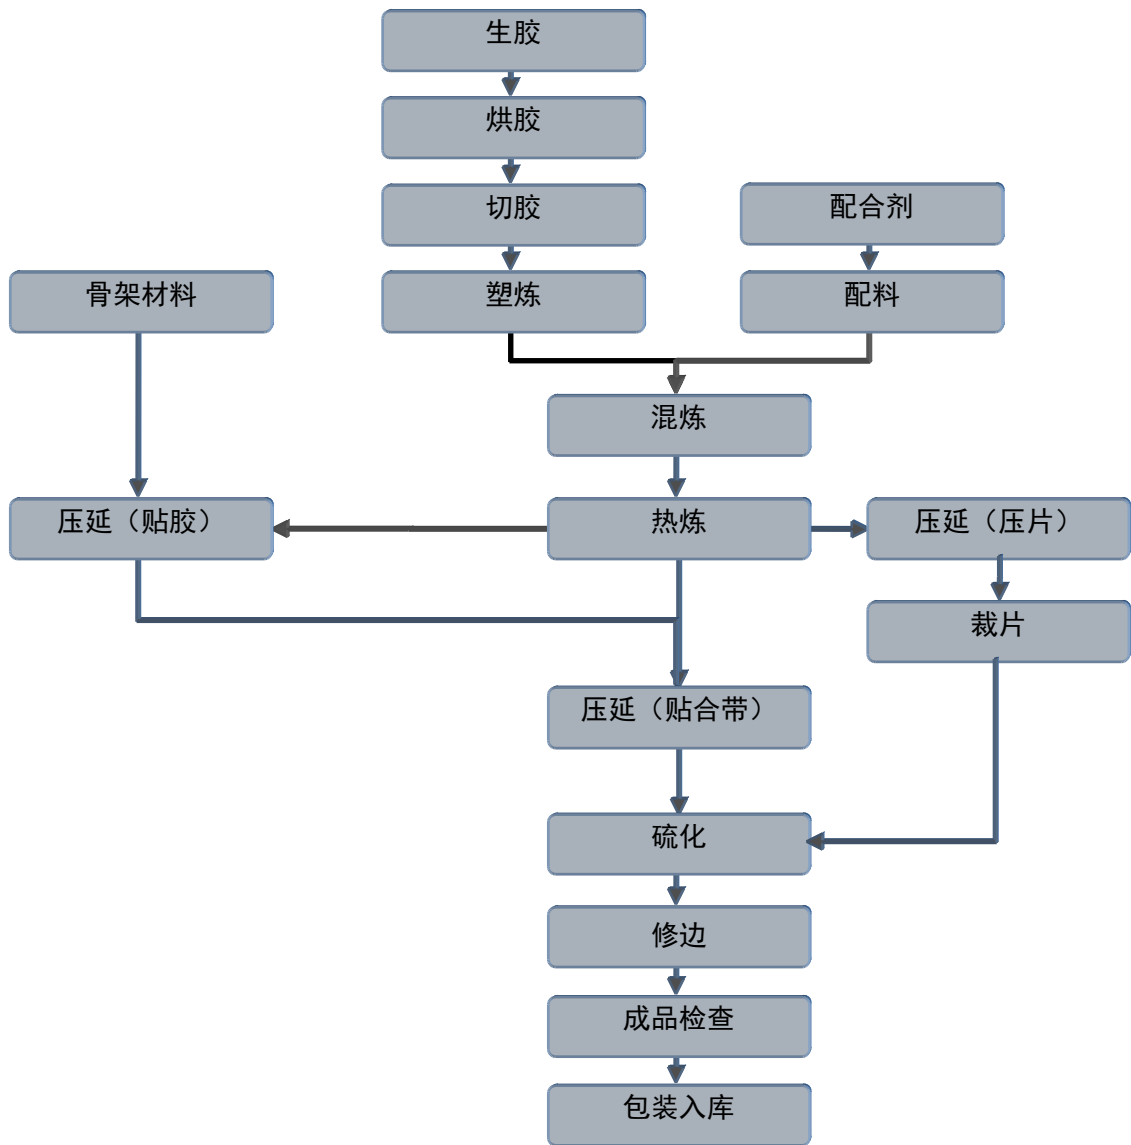 生胶
烘胶
切胶
配合剂
骨架材料
塑炼
配料
混炼
压延（贴胶）
热炼
压延（压片）
裁片
压延（贴合带）
硫化
修边
成品检查
包装入库